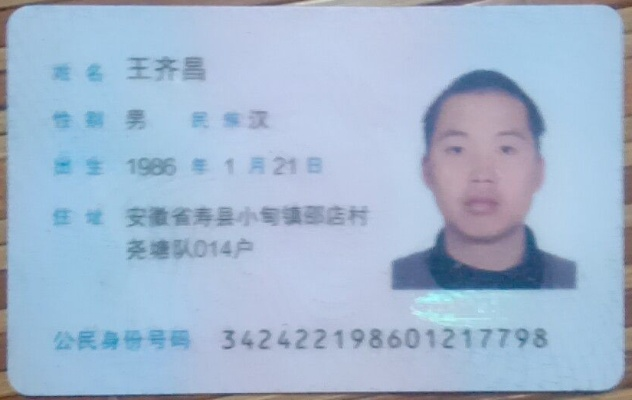 姓名 王齐昌
性别 男 民族 汉
出生 1986 年 1 月 21 日
住址 安徽省寿县小甸镇邵店村
尧塘队014户
公民身份号码 342422198601217798